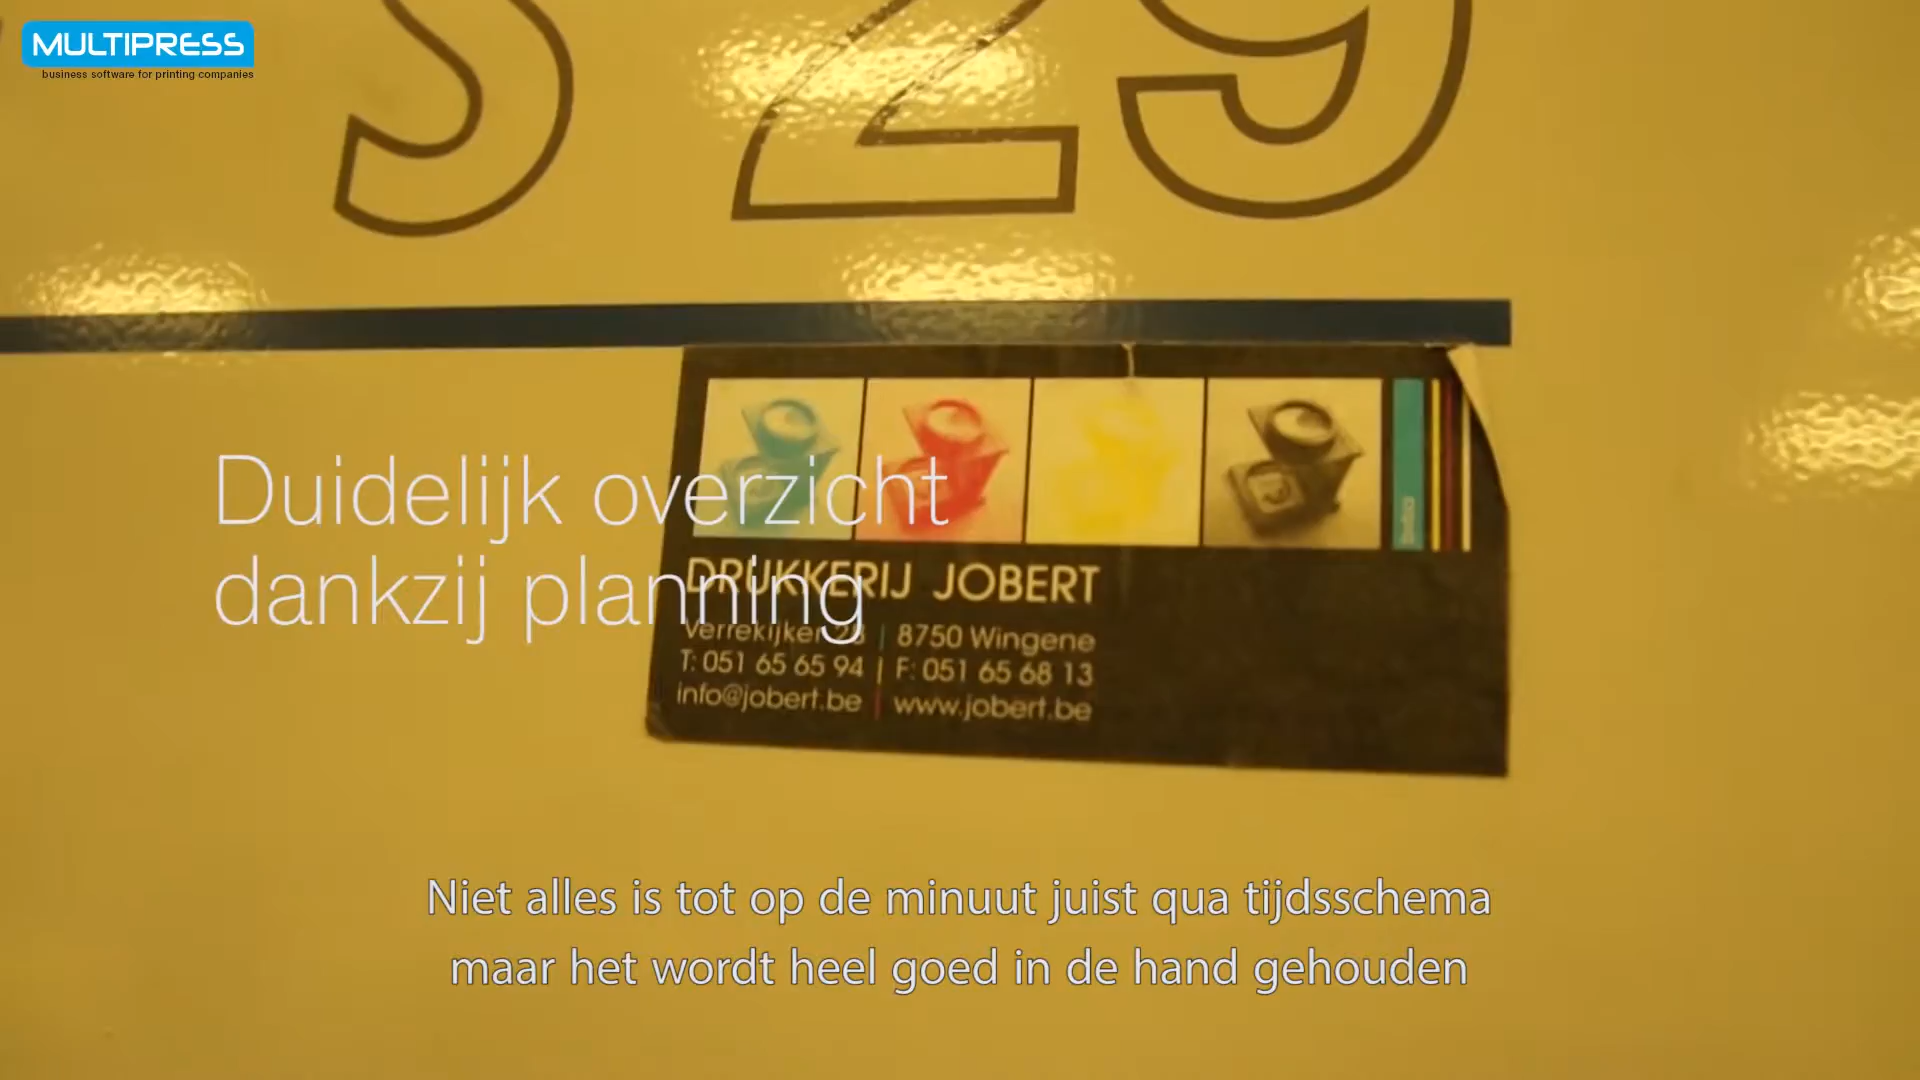 MULTIPRESS
business software for printing companies
S 29
Duidelijk overzicht
dankzij planning
DRUKKERIJ JOBERT
Verrekijker 28 | 8750 Wingene
T: 051 65 65 94 | F: 051 65 68 13
info@jobert.be | www.jobert.be
Niet alles is tot op de minuut juist qua tijdsschema
maar het wordt heel goed in de hand gehouden